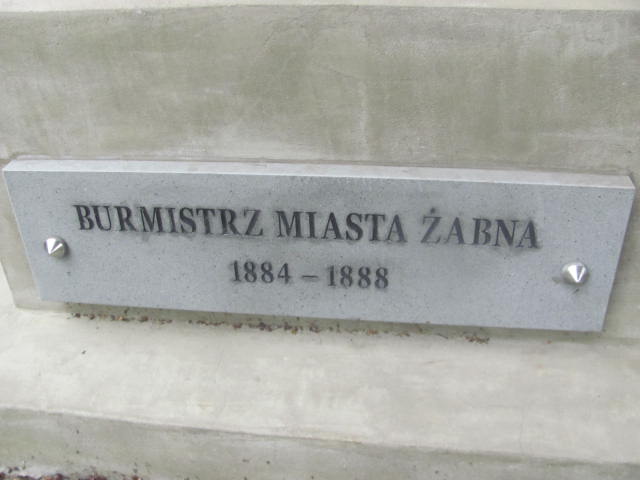 BURMISTRZ MIASTA ŻABNA
1884 – 1888